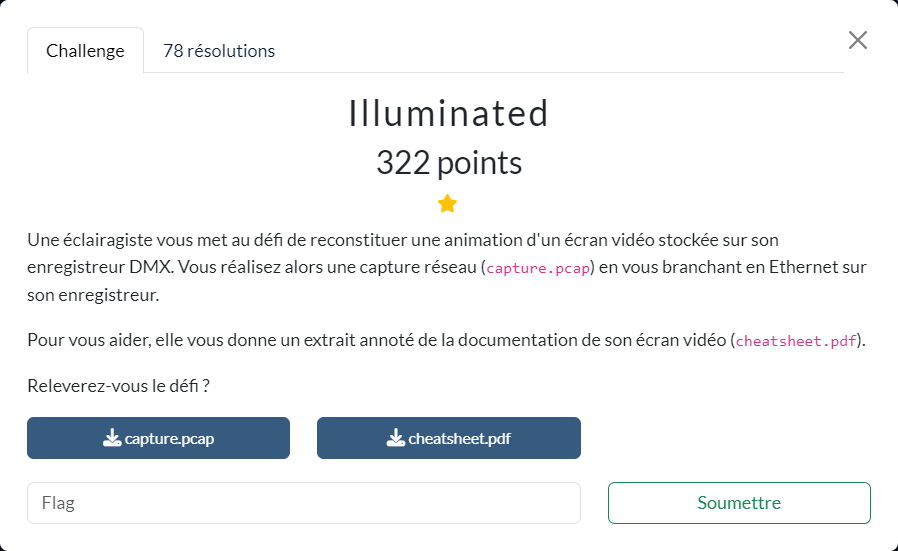 Challenge
78 résolutions
Illuminated
322 points
Une éclairagiste vous met au défi de reconstituer une animation d'un écran vidéo stockée sur son
enregistreur DMX. Vous réalisez alors une capture réseau (capture.pcap) en vous branchant en Ethernet sur
son enregistreur.
Pour vous aider, elle vous donne un extrait annoté de la documentation de son écran vidéo (cheatsheet.pdf).
Releverez-vous le défi ?
capture.pcap
cheatsheet.pdf
Flag
Soumettre